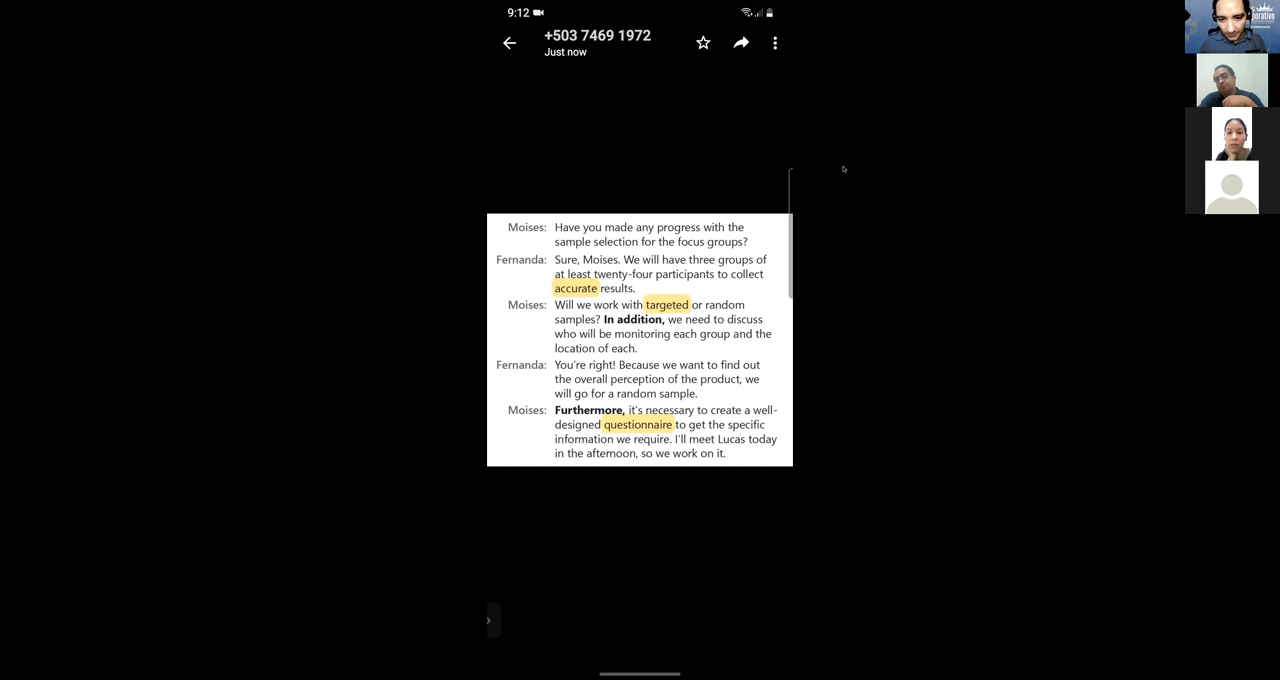 9:12
+503 7469 1972
Just now
Moises: Have you made any progress with the
sample selection for the focus groups?
Fernanda: Sure, Moises. We will have three groups of
at least twenty-four participants to collect
accurate results.
Moises: Will we work with targeted or random
samples? In addition, we need to discuss
who will be monitoring each group and the
location of each.
Fernanda: You're right! Because we want to find out
the overall perception of the product, we
will go for a random sample.
Moises: Furthermore, it's necessary to create a well-
designed questionnaire to get the specific
information we require. I'll meet Lucas today
in the afternoon, so we work on it.